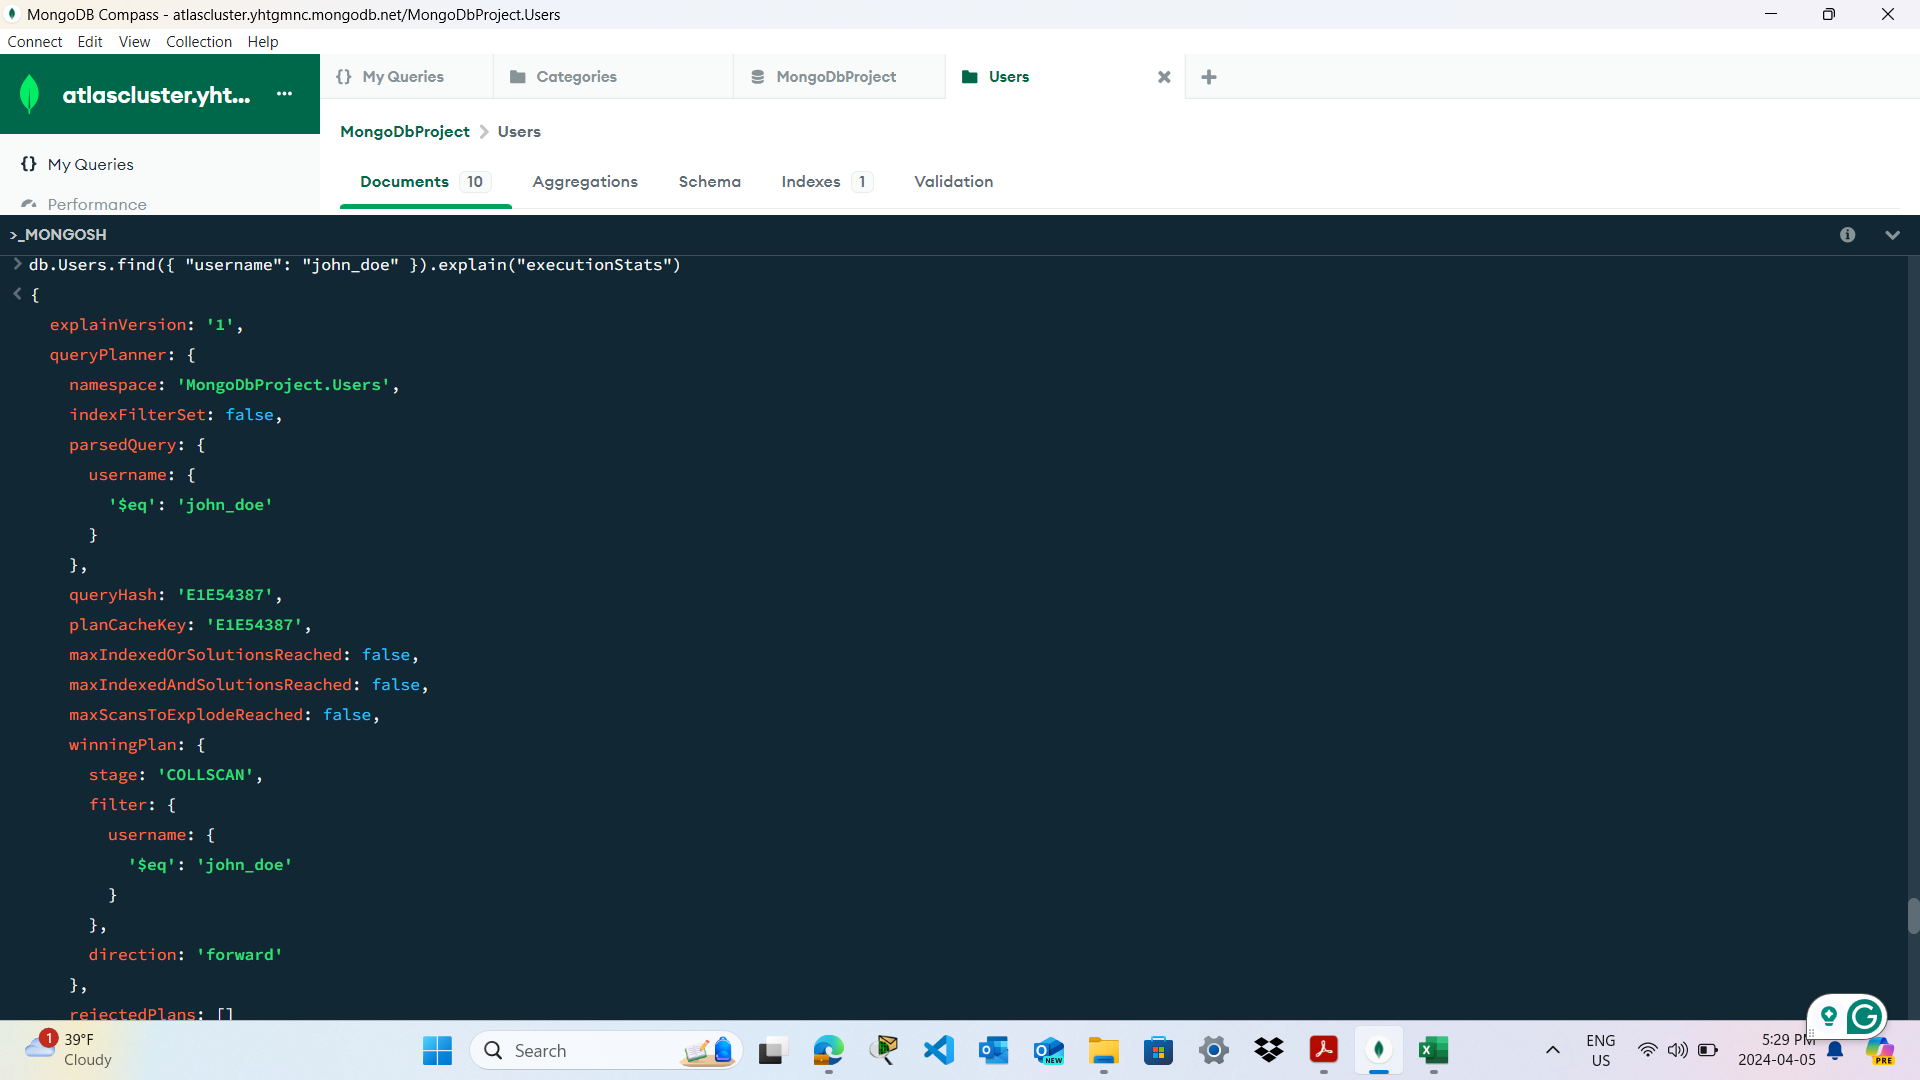 MongoDB Compass - atlascluster.yhtgmnc.mongodb.net/MongoDbProject.Users
Connect Edit View Collection Help
atlascluster.yht... ...
{} My Queries
Categories
MongoDbProject
Users
MongoDbProject > Users
{} My Queries
Performance
Documents 10 Aggregations Schema Indexes 1 Validation
>_MONGOSH
> db.Users.find({ "username": "john_doe" }).explain("executionStats")
< {
explainVersion: '1',
queryPlanner: {
namespace: 'MongoDbProject.Users',
indexFilterSet: false,
parsedQuery: {
username: {
'$eq': 'john_doe'
}
},
queryHash: 'E1E54387',
planCacheKey: 'E1E54387',
maxIndexedOrSolutionsReached: false,
maxIndexedAndSolutionsReached: false,
maxScansToExplodeReached: false,
winningPlan: {
stage: 'COLLSCAN',
filter: {
username: {
'$eq': 'john_doe'
}
},
direction: 'forward'
},
rejectedPlans: []
1
39°F
Cloudy
Search
NEW
ENG
US
5:29 PM
2024-04-05
PRE